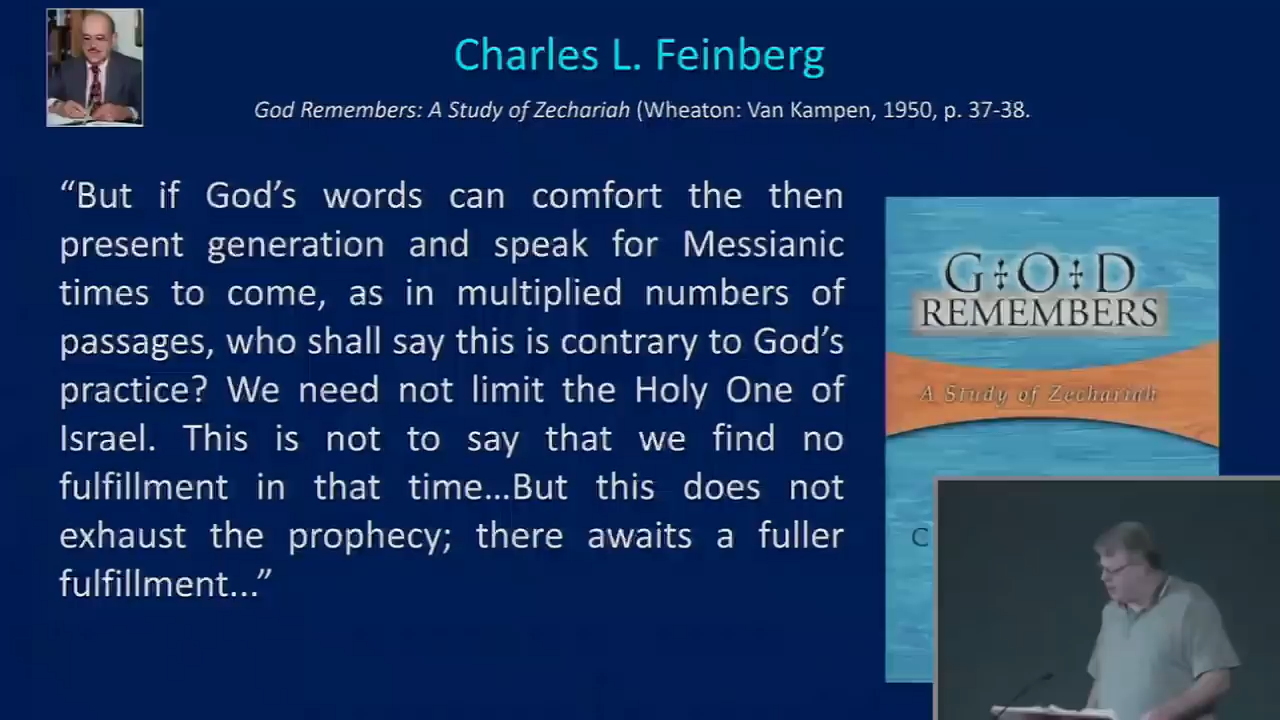 Charles L. Feinberg
God Remembers: A Study of Zechariah (Wheaton: Van Kampen, 1950, p. 37-38.
“But if God’s words can comfort the then
present generation and speak for Messianic
times to come, as in multiplied numbers of
passages, who shall say this is contrary to God’s
practice? We need not limit the Holy One of
Israel. This is not to say that we find no
fulfillment in that time...But this does not
exhaust the prophecy; there awaits a fuller
fulfillment...”
G‡O‡D
REMEMBERS
A Study of Zechariah
C